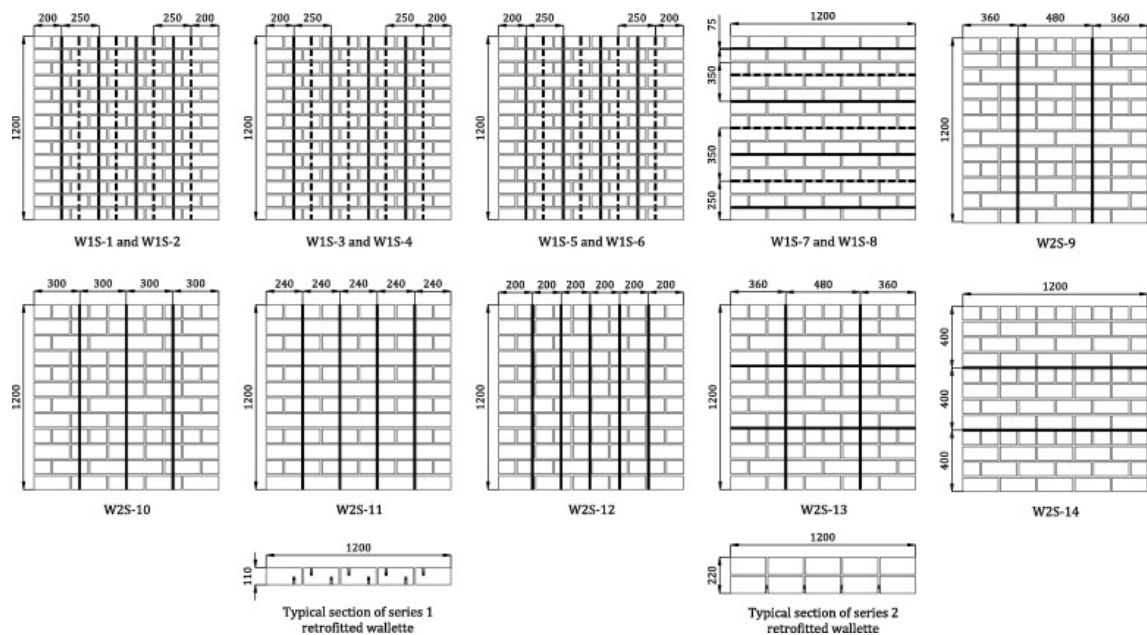 200 250 250 200
1200
W1S-1 and W1S-2
200 250 250 200
1200
W1S-3 and W1S-4
200 250 250 200
1200
W1S-5 and W1S-6
1200
75
350
350
250
W1S-7 and W1S-8
360 480 360
1200
W2S-9
300 300 300 300
1200
W2S-10
240 240 240 240 240
1200
W2S-11
200 200 200 200 200 200
1200
W2S-12
360 480 360
1200
W2S-13
1200
400
400
400
W2S-14
1200
110
Typical section of series 1
retrofitted wallette
1200
220
Typical section of series 2
retrofitted wallette